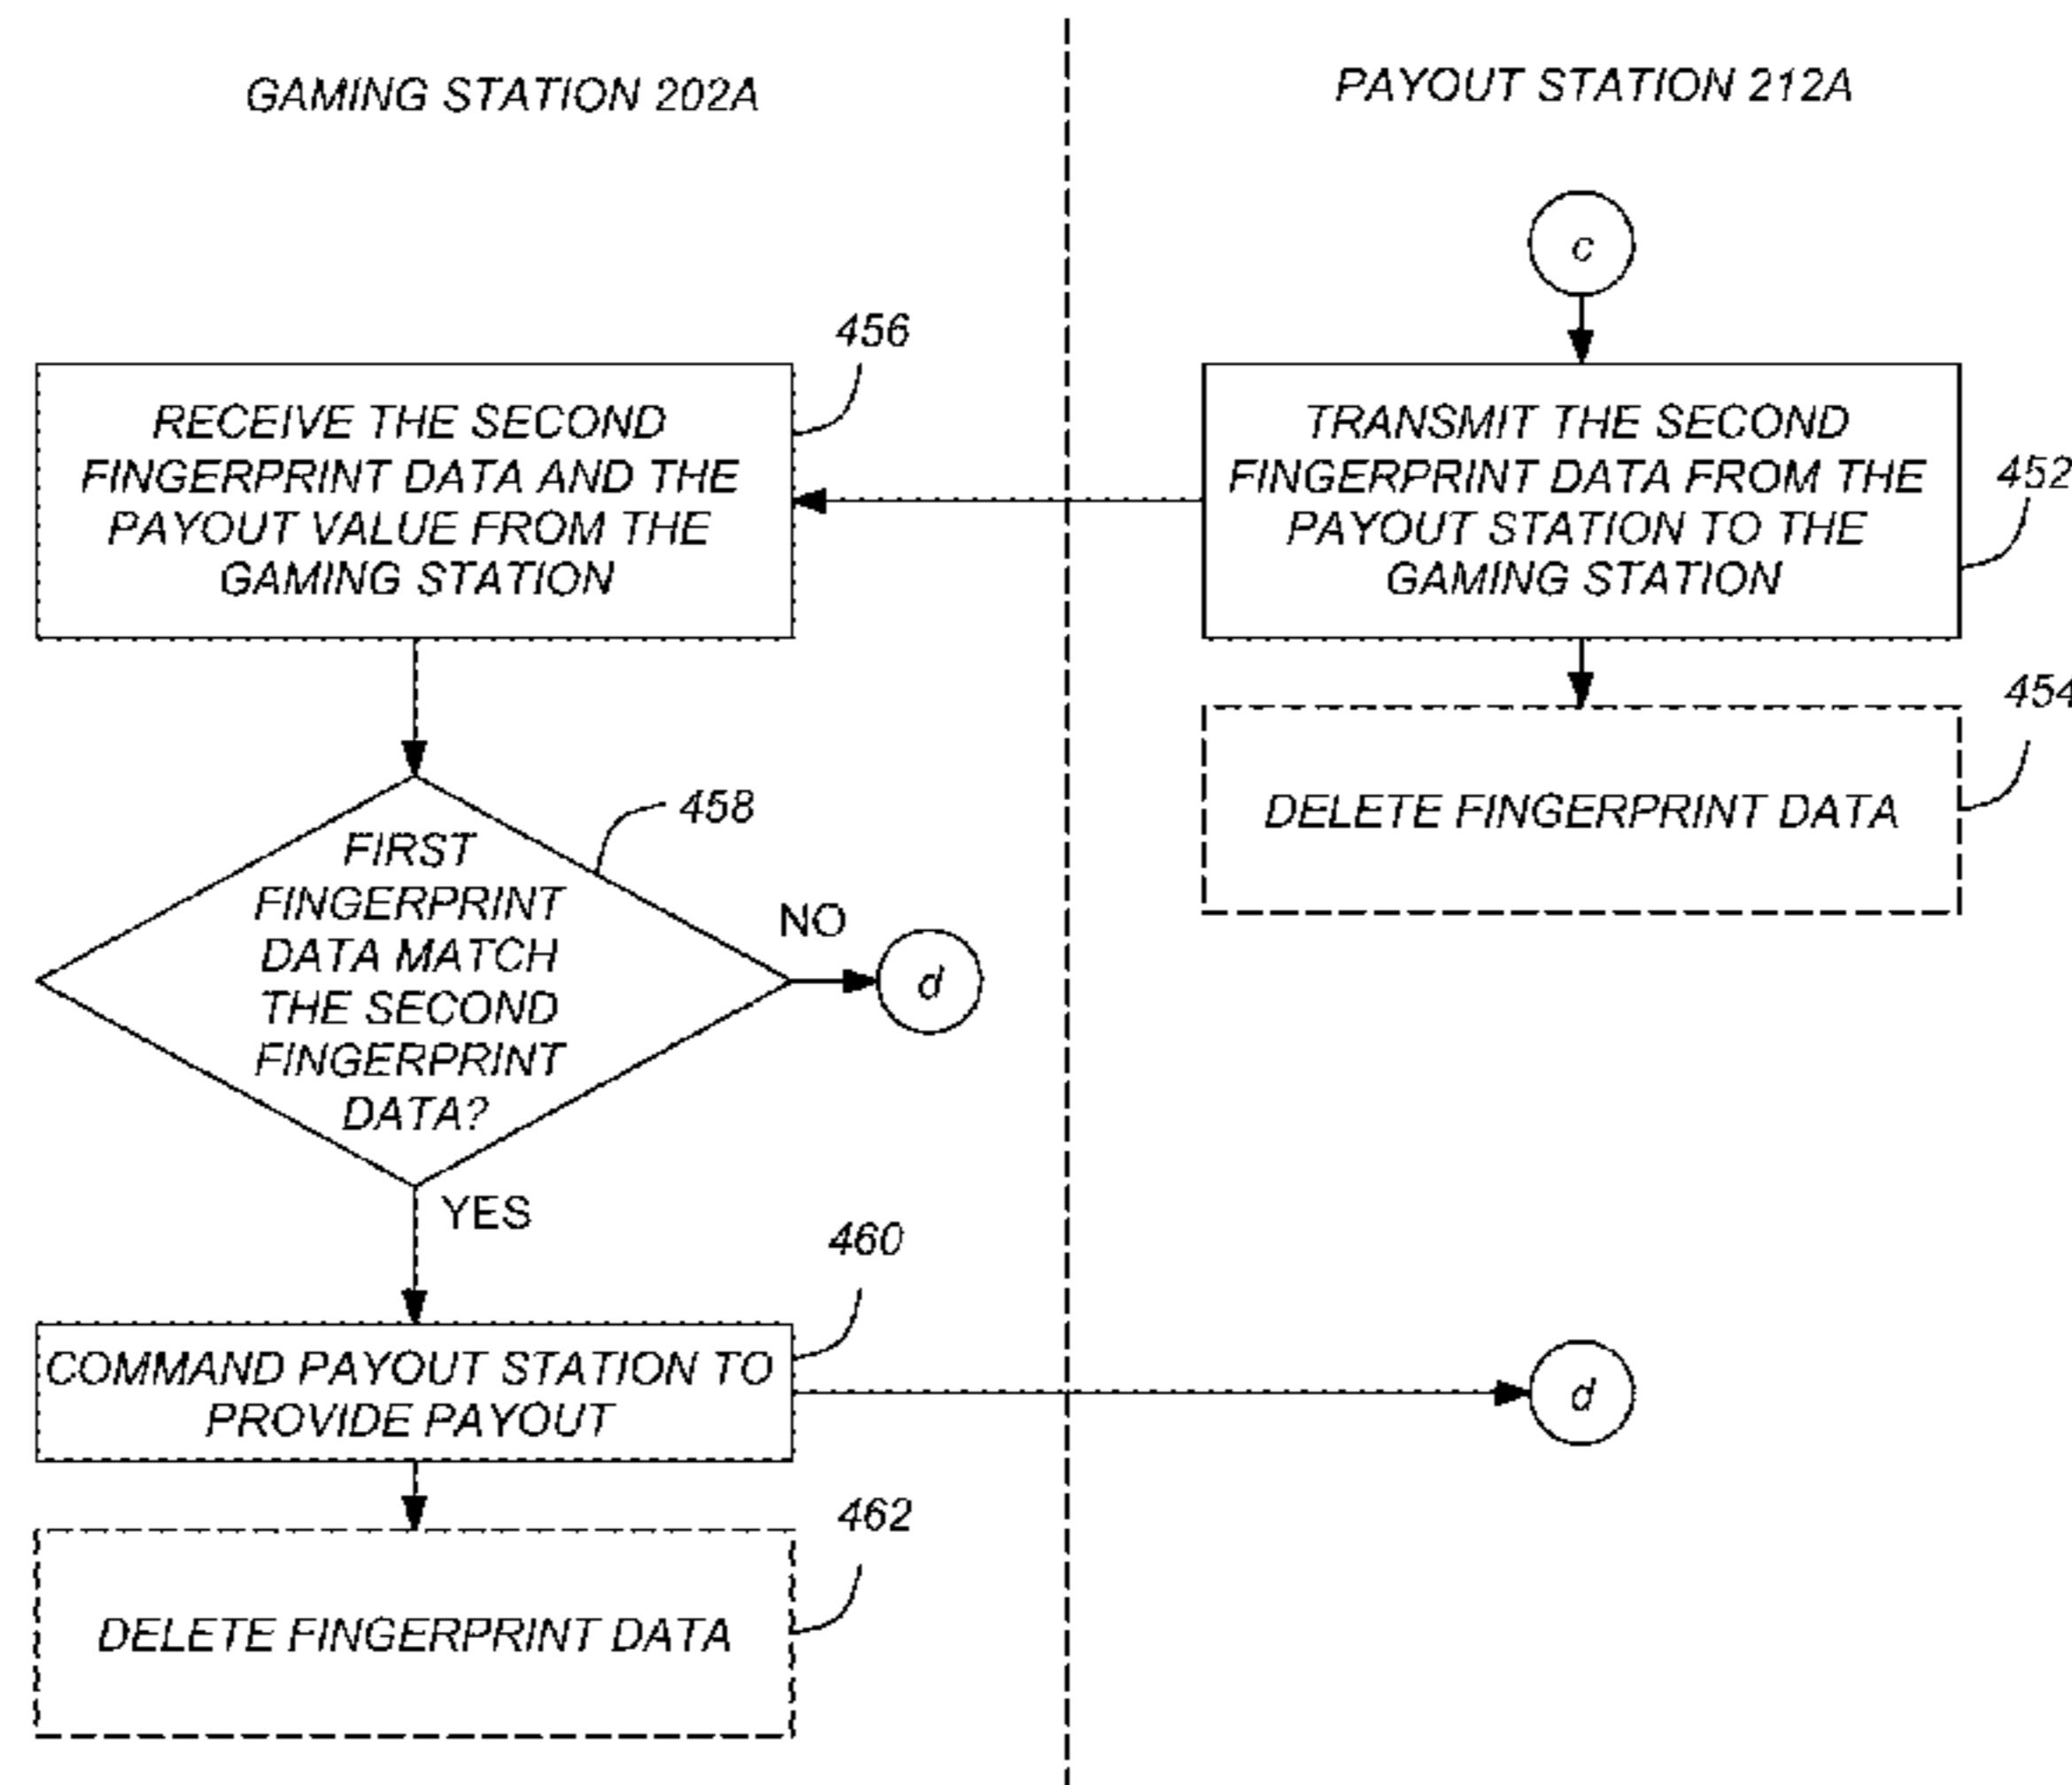 GAMING STATION 202A
PAYOUT STATION 212A
c
456
RECEIVE THE SECOND
FINGERPRINT DATA AND THE
PAYOUT VALUE FROM THE
GAMING STATION
TRANSMIT THE SECOND
FINGERPRINT DATA FROM THE
PAYOUT STATION TO THE
GAMING STATION
452
454
DELETE FINGERPRINT DATA
458
FIRST
FINGERPRINT
DATA MATCH
THE SECOND
FINGERPRINT
DATA?
NO
d
YES
460
COMMAND PAYOUT STATION TO
PROVIDE PAYOUT
d
462
DELETE FINGERPRINT DATA